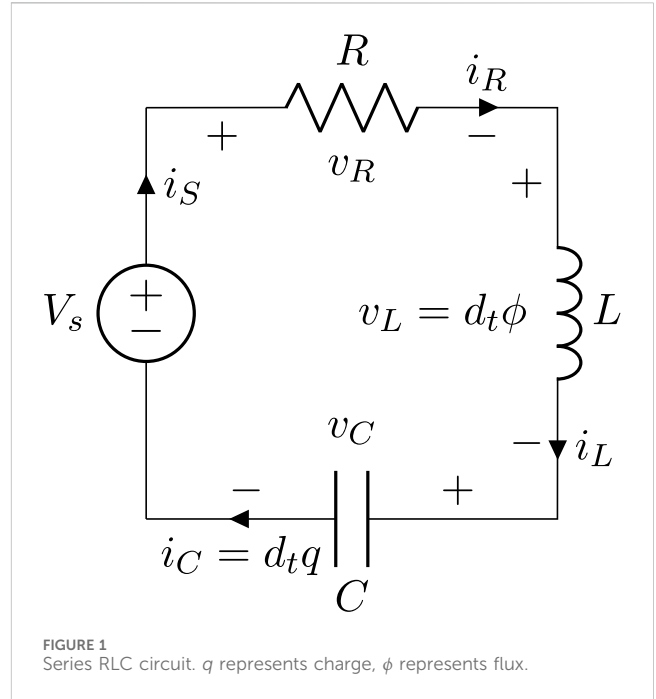 R
i_R
+ −
v_R
i_S
+
V_s
+
−
v_L = d_tϕ
L
v_C
− i_L
− +
i_C = d_tq
C
FIGURE 1
Series RLC circuit. q represents charge, ϕ represents flux.